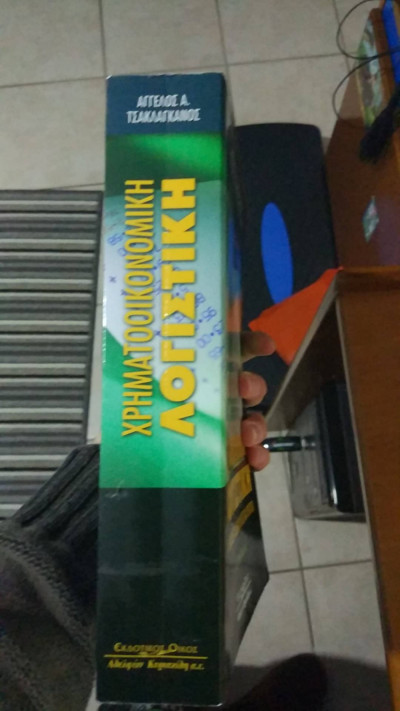 ΑΓΓΕΛΟΣ Α.
ΤΣΑΚΛΑΓΚΑΝΟΣ
ΧΡΗΜΑΤΟΟΙΚΟΝΟΜΙΚΗ
ΛΟΓΙΣΤΙΚΗ
ΕΚΔΟΤΙΚΟΣ ΟΙΚΟΣ
Αδελφών Κυριακίδη α.ε.